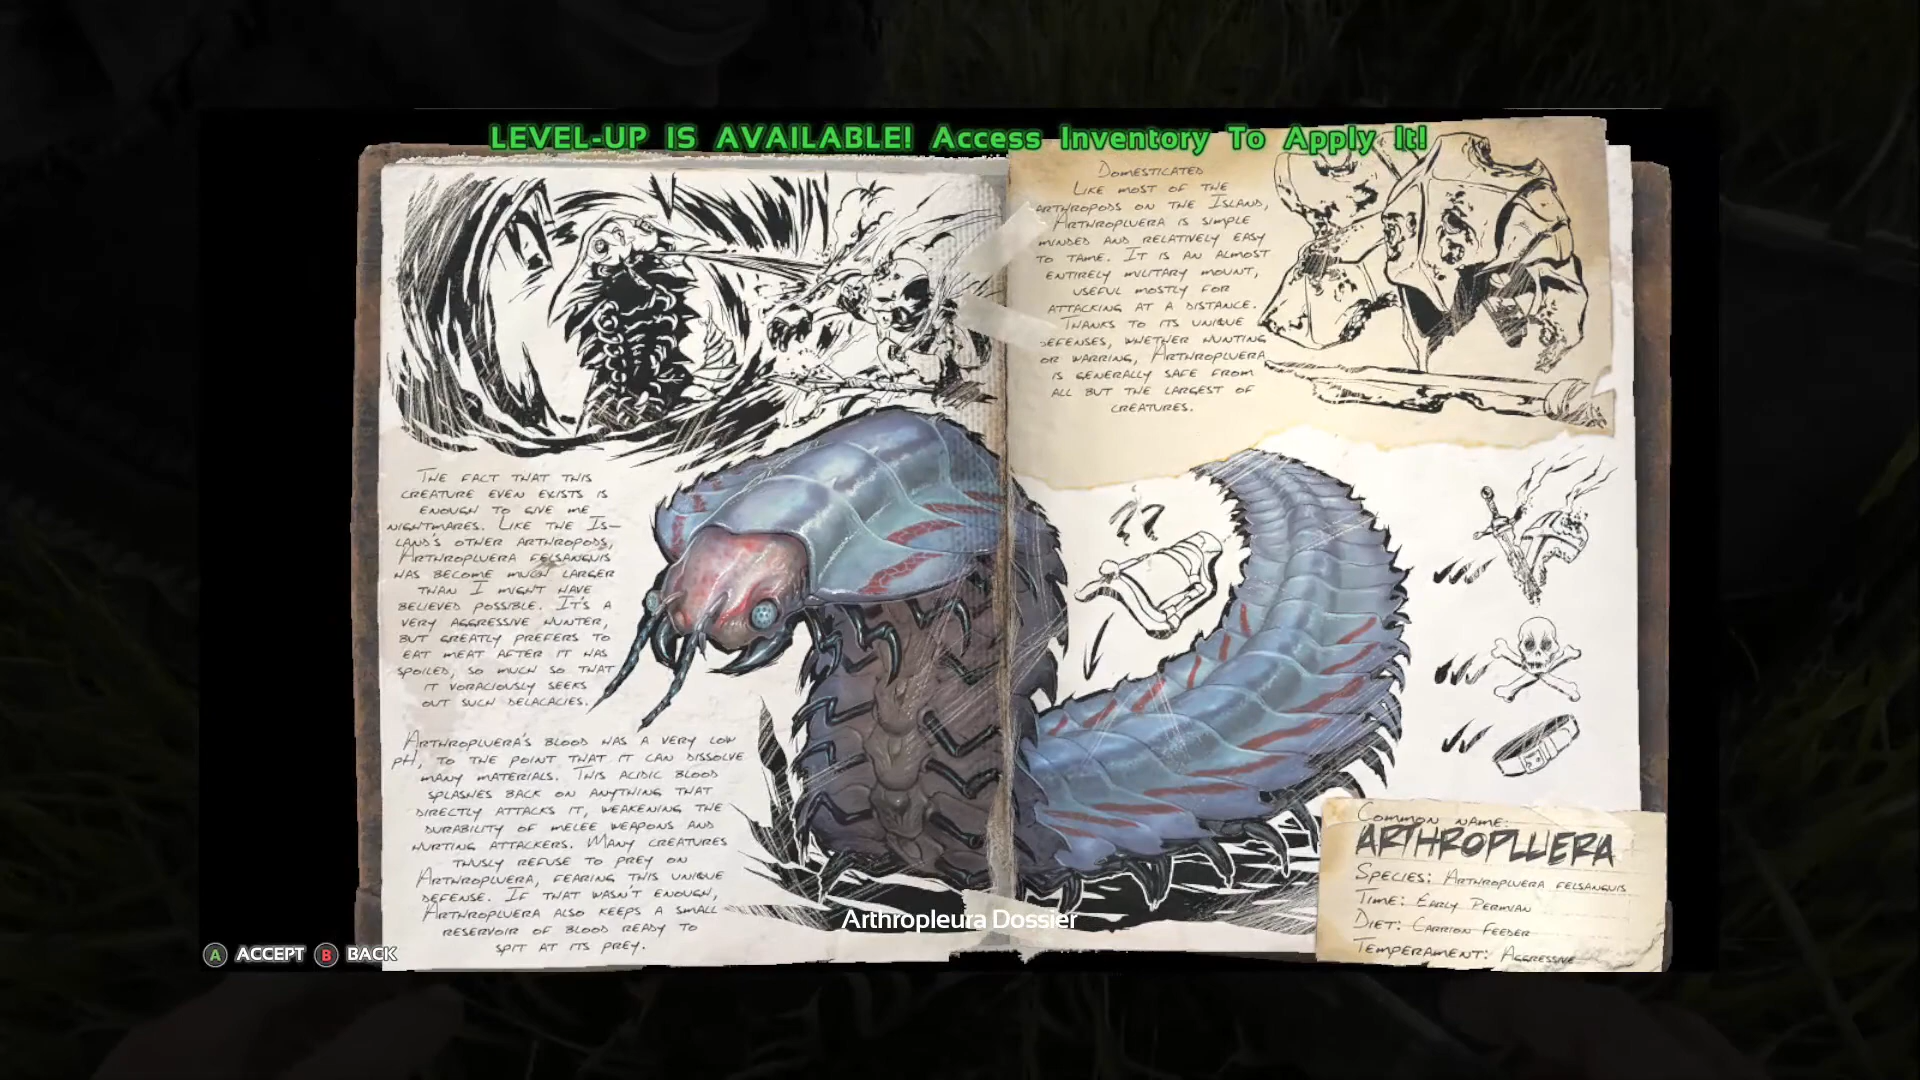 LEVEL-UP IS AVAILABLE! Access Inventory To Apply It!
The fact that this
creature even exists is
enough to give me
nightmares. Like the Is-
land's other arthropods,
Arthropluera felsanguis
has become much larger
than I might have
believed possible. It's a
very aggressive hunter,
but greatly prefers to
eat meat after it has
spoiled, so much so that
it voraciously seeks
out such delacacies.
Arthropluera's blood has a very low
pH, to the point that it can dissolve
many materials. This acidic blood
splashes back on anything that
directly attacks it, weakening the
durability of melee weapons and
hurting attackers. Many creatures
thusly refuse to prey on
Arthropluera, fearing this unique
defense. If that wasn't enough,
Arthropluera also keeps a small
reservoir of blood ready to
spit at its prey.
Domesticated
Like most of the
arthropods on the Island,
Arthropluera is simple
minded and relatively easy
to tame. It is an almost
entirely military mount,
useful mostly for
attacking at a distance.
Thanks to its unique
defenses, whether hunting
or warring, Arthropluera
is generally safe from
all but the largest of
creatures.
??
Common name:
ARTHROPLUERA
Species: Arthropluera felsanguis
Time: Early Permian
Diet: Carrion Feeder
Temperament: Aggressive
Arthropleura Dossier
A ACCEPT B BACK